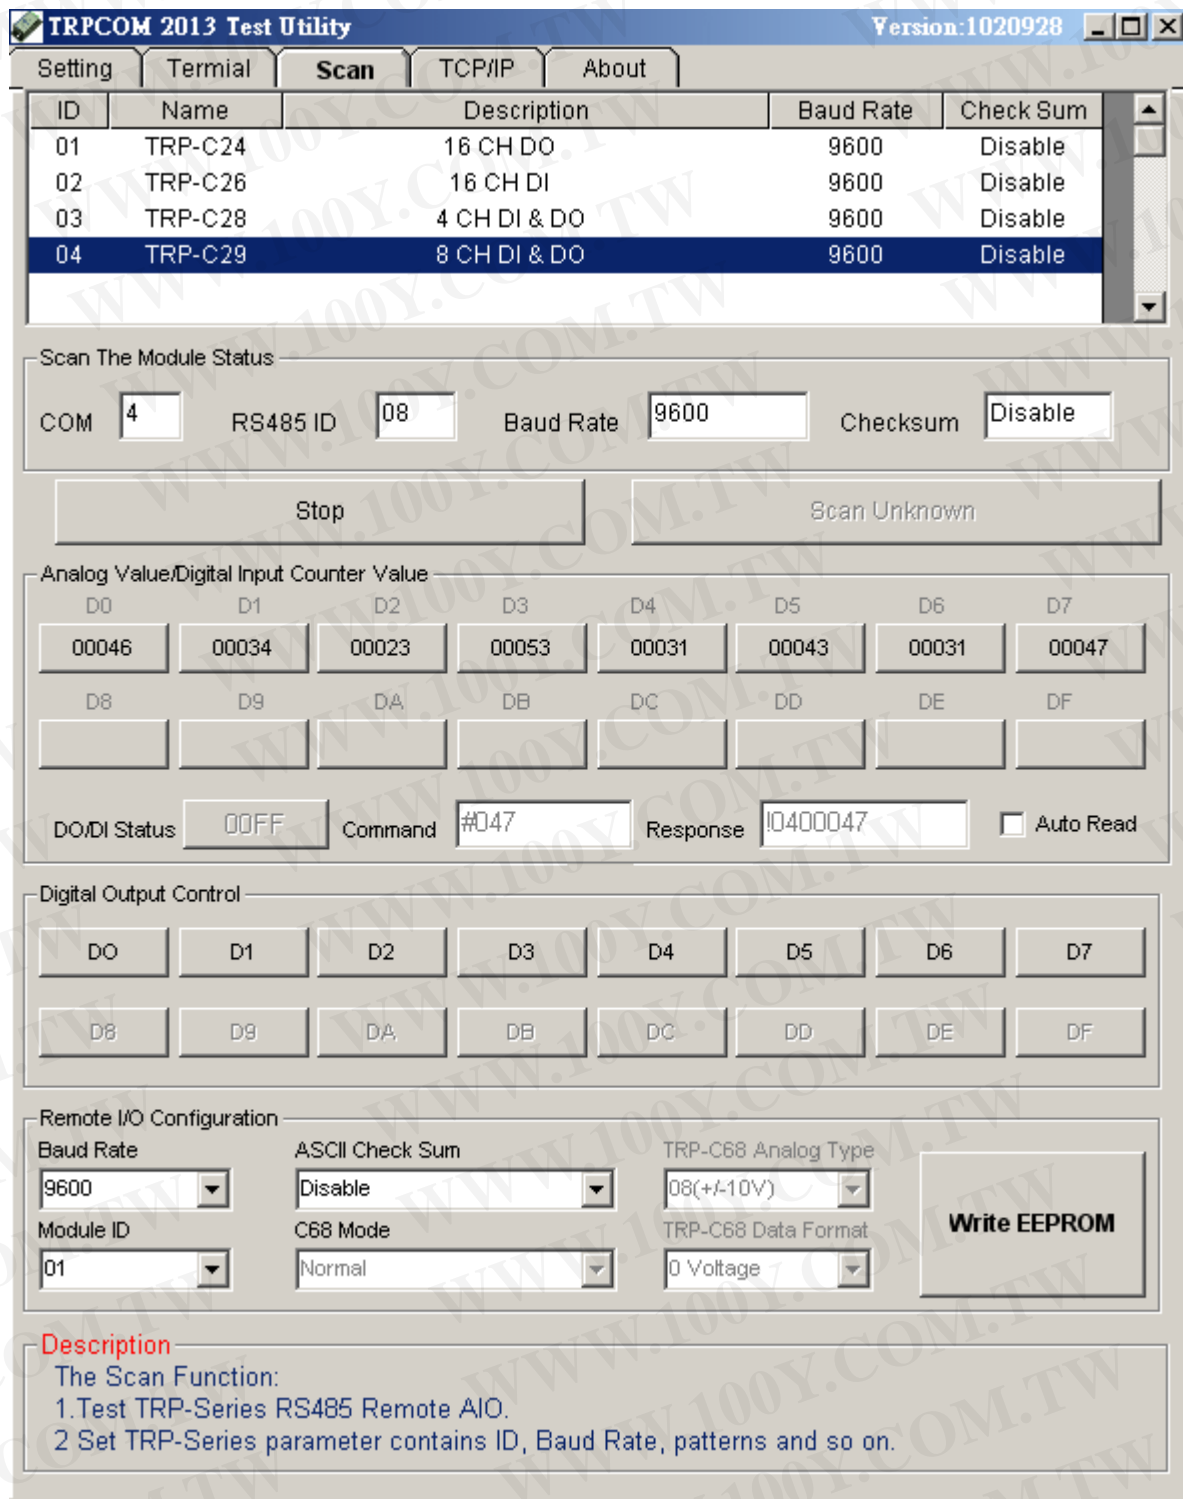 TRPCOM 2013 Test Utility Version:1020928
Setting Termial Scan TCP/IP About
ID Name Description Baud Rate Check Sum
01 TRP-C24 16 CH DO 9600 Disable
02 TRP-C26 16 CH DI 9600 Disable
03 TRP-C28 4 CH DI & DO 9600 Disable
04 TRP-C29 8 CH DI & DO 9600 Disable
Scan The Module Status
COM 4 RS485 ID 08 Baud Rate 9600 Checksum Disable
Stop Scan Unknown
Analog Value/Digital Input Counter Value
D0 D1 D2 D3 D4 D5 D6 D7
00046 00034 00023 00053 00031 00043 00031 00047
D8 D9 DA DB DC DD DE DF
DO/DI Status 00FF Command #047 Response !0400047 Auto Read
Digital Output Control
DO D1 D2 D3 D4 D5 D6 D7
D8 D9 DA DB DC DD DE DF
Remote I/O Configuration
Baud Rate ASCII Check Sum TRP-C68 Analog Type
9600 Disable 08(+/-10V)
Module ID C68 Mode TRP-C68 Data Format
01 Normal 0 Voltage
Write EEPROM
Description
The Scan Function:
1.Test TRP-Series RS485 Remote AIO.
2 Set TRP-Series parameter contains ID, Baud Rate, patterns and so on.
WWW.100Y.COM.TW